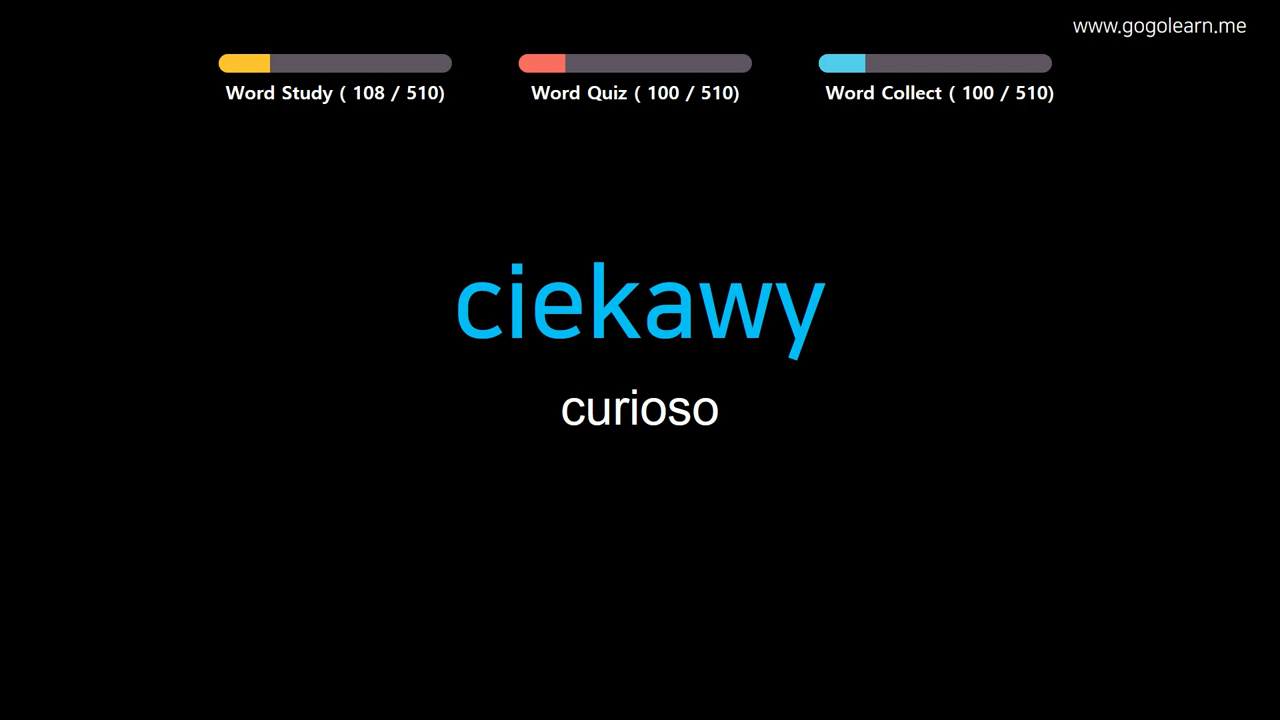 www.gogolearn.me
Word Study ( 108 / 510)
Word Quiz ( 100 / 510)
Word Collect ( 100 / 510)
ciekawy
curioso